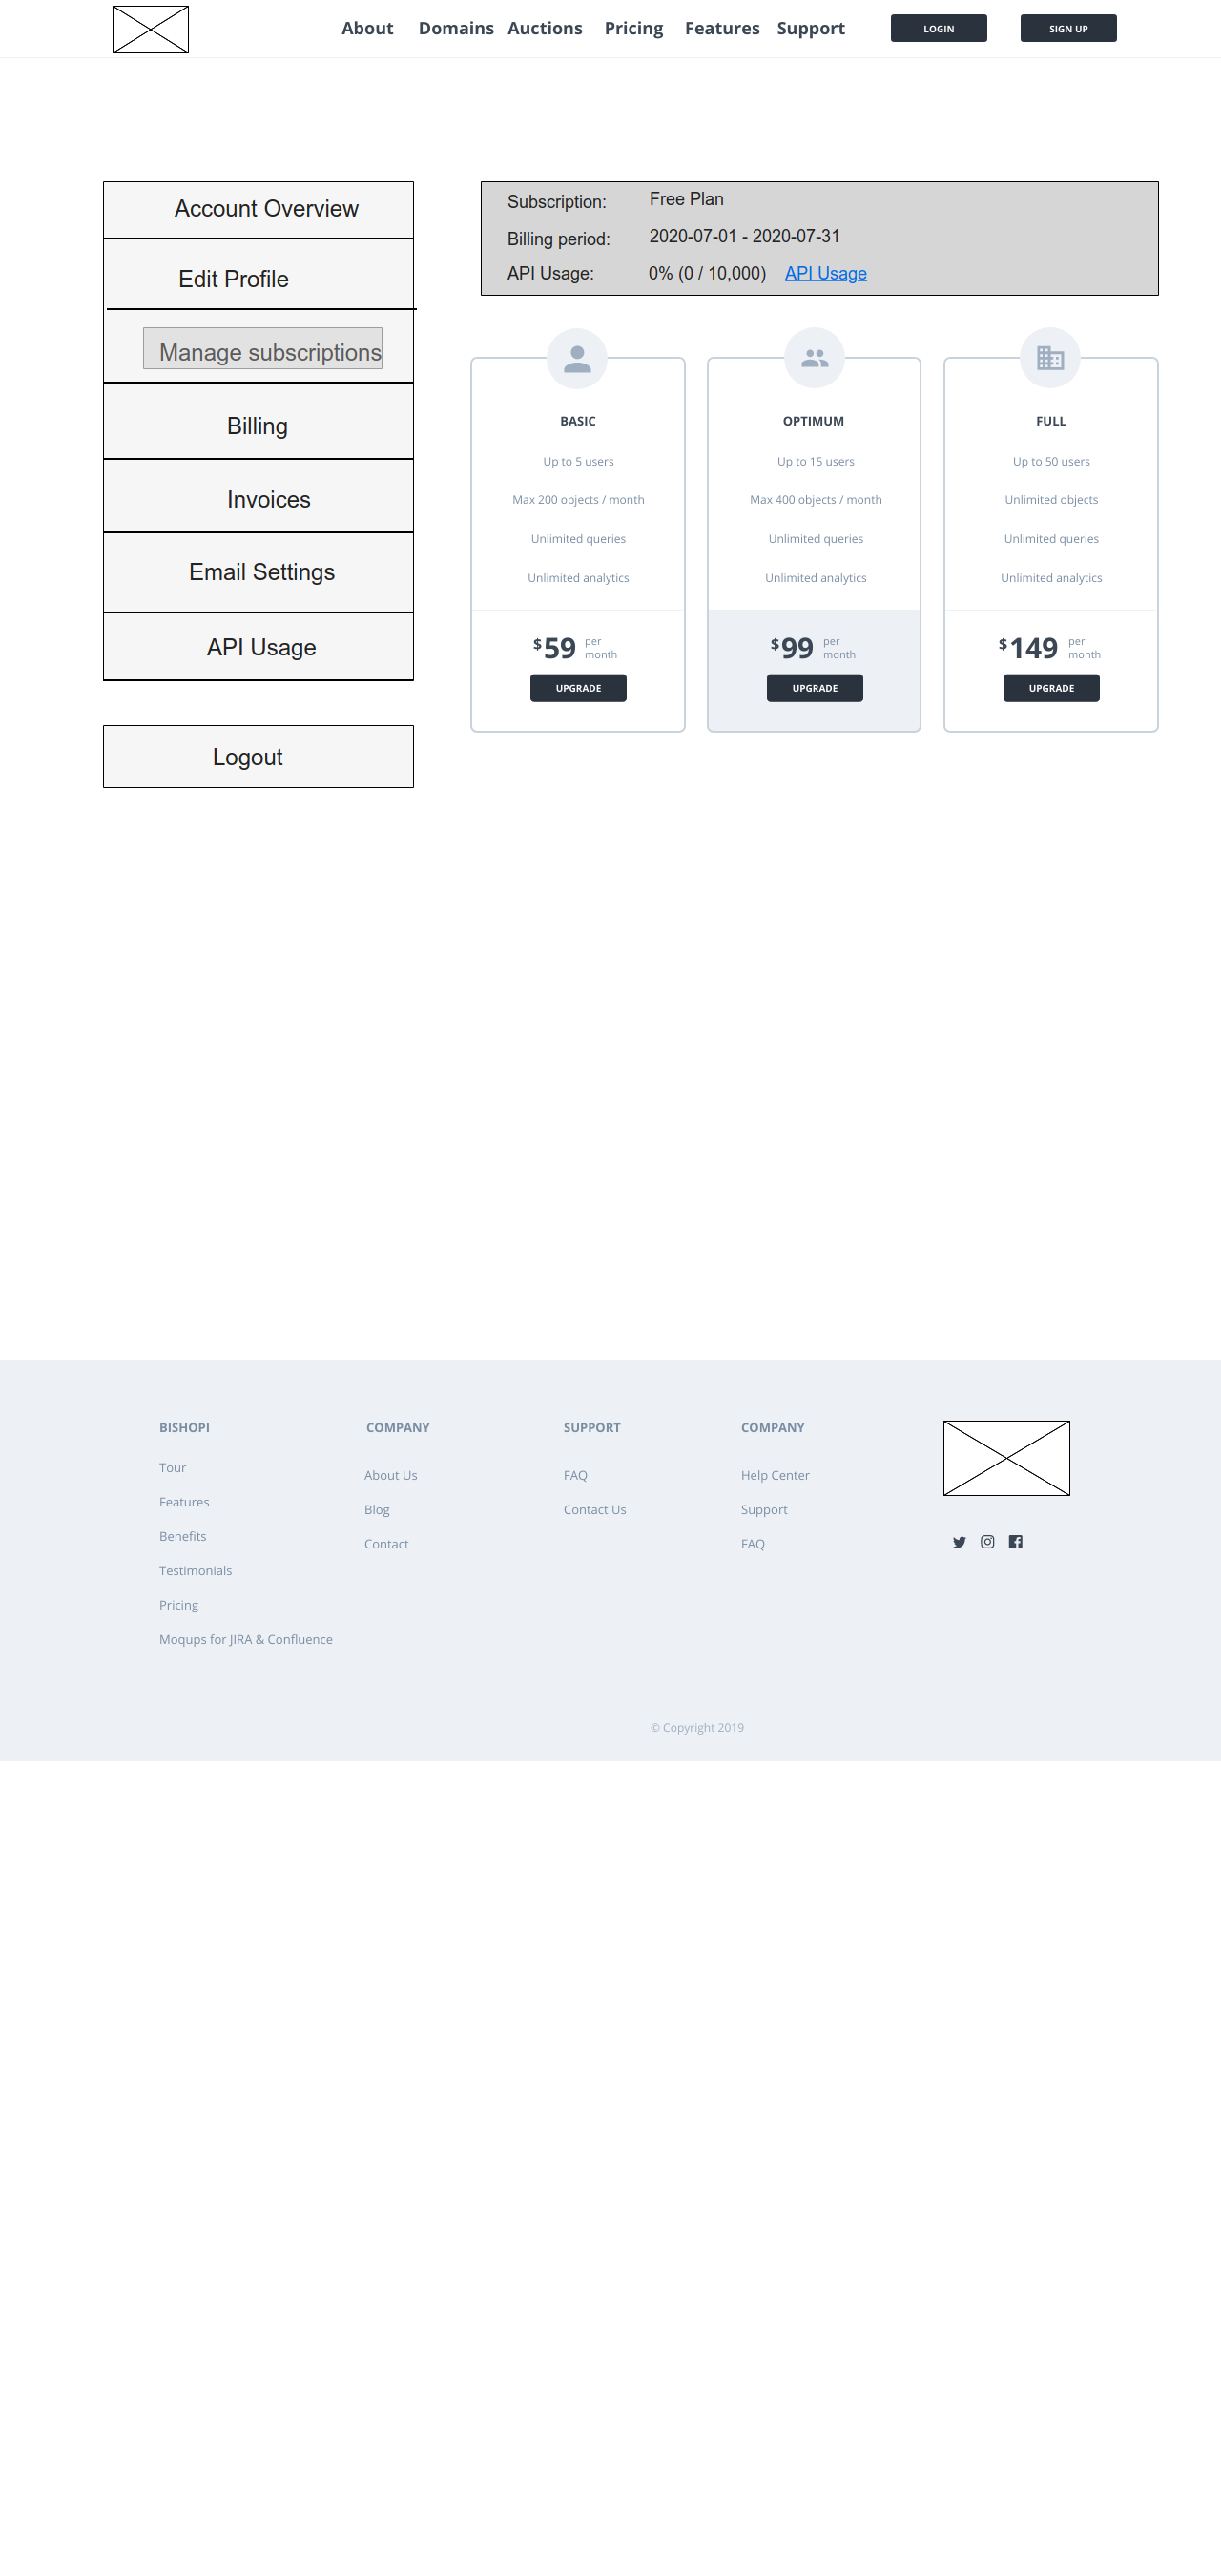 About Domains Auctions Pricing Features Support LOGIN SIGN UP
Account Overview
Edit Profile
Manage subscriptions
Billing
Invoices
Email Settings
API Usage
Logout
Subscription: Free Plan
Billing period: 2020-07-01 - 2020-07-31
API Usage: 0% (0 / 10,000) API Usage
BASIC
Up to 5 users
Max 200 objects / month
Unlimited queries
Unlimited analytics
$59 per
month
UPGRADE
OPTIMUM
Up to 15 users
Max 400 objects / month
Unlimited queries
Unlimited analytics
$99 per
month
UPGRADE
FULL
Up to 50 users
Unlimited objects
Unlimited queries
Unlimited analytics
$149 per
month
UPGRADE
BISHOPI
Tour
Features
Benefits
Testimonials
Pricing
Moqups for JIRA & Confluence
COMPANY
About Us
Blog
Contact
SUPPORT
FAQ
Contact Us
COMPANY
Help Center
Support
FAQ
© Copyright 2019